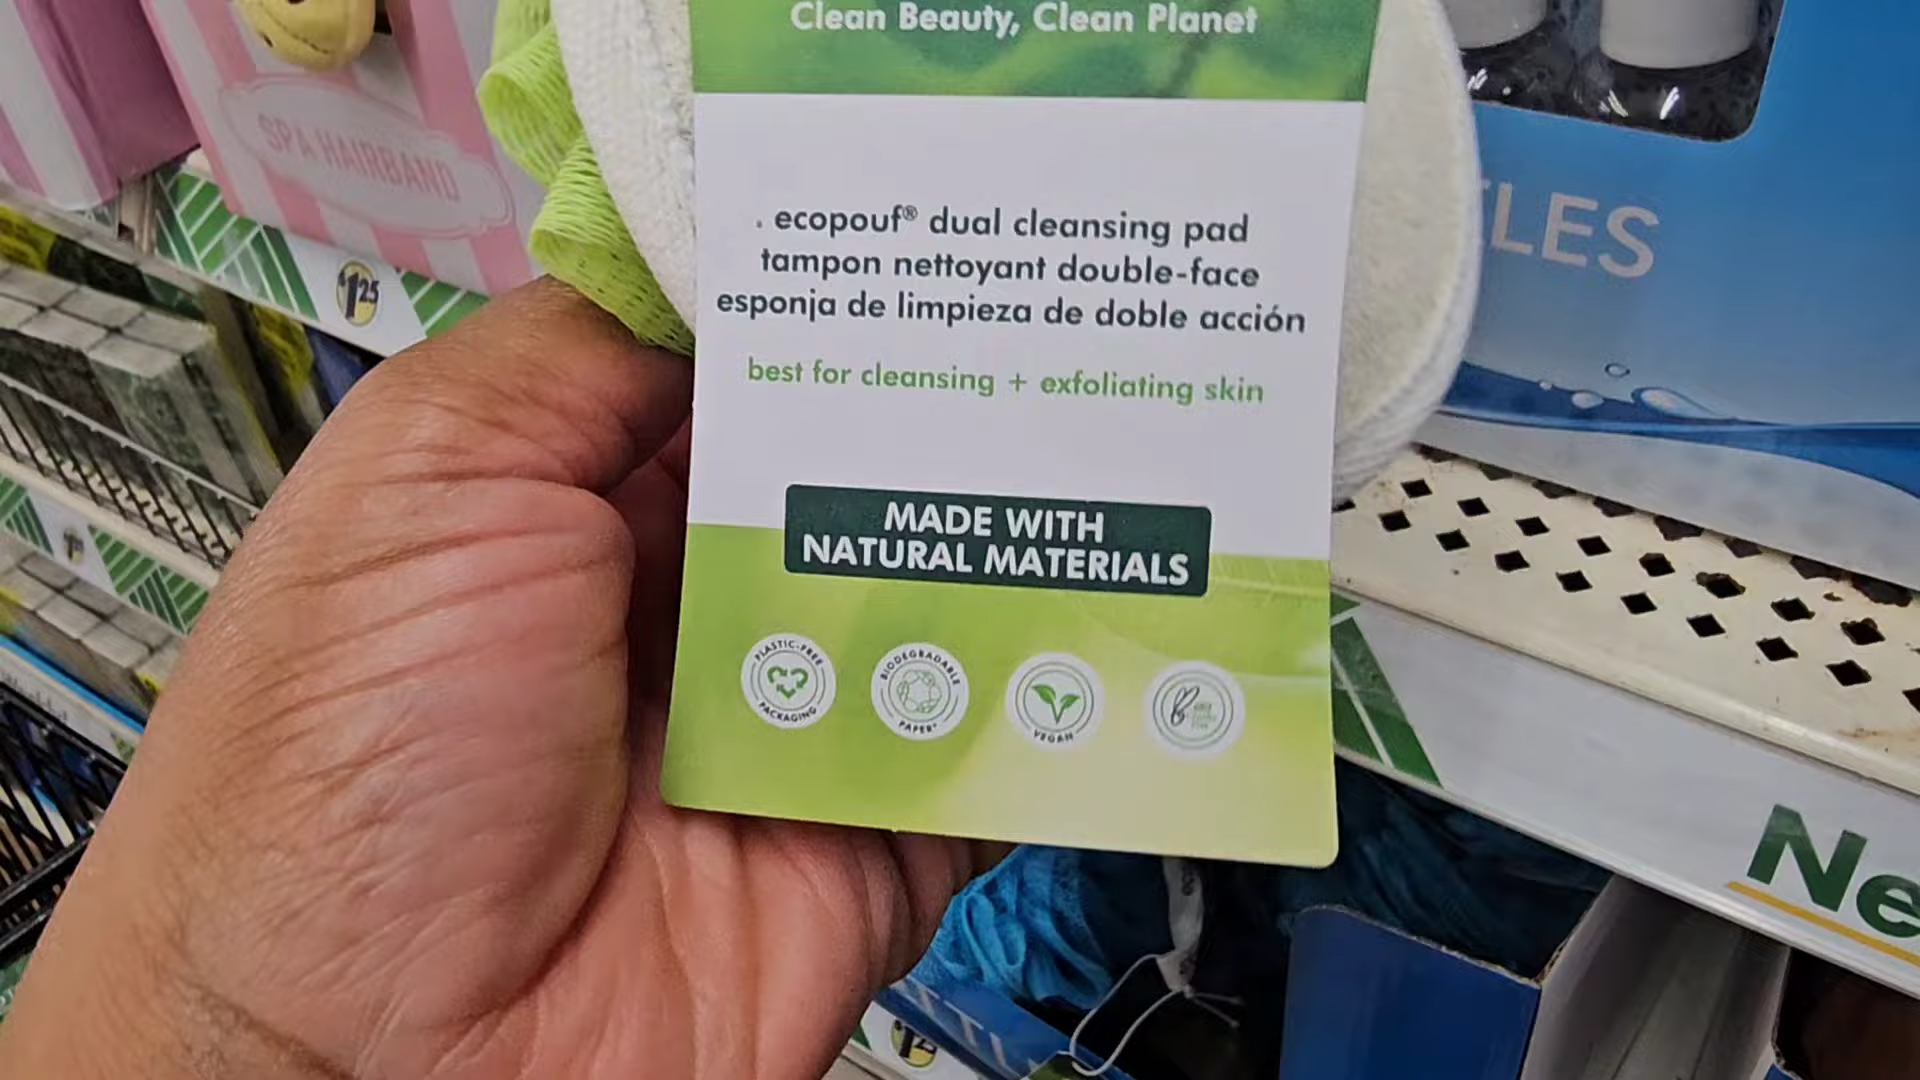 Clean Beauty, Clean Planet
SPA HAIRBAND
TLES
$1.25
. ecopouf® dual cleansing pad
tampon nettoyant double-face
esponja de limpieza de doble acción
best for cleansing + exfoliating skin
MADE WITH
NATURAL MATERIALS
PLASTIC-FREE
PACKAGING
BIODEGRADABLE
PAPER*
VEGAN
Ne